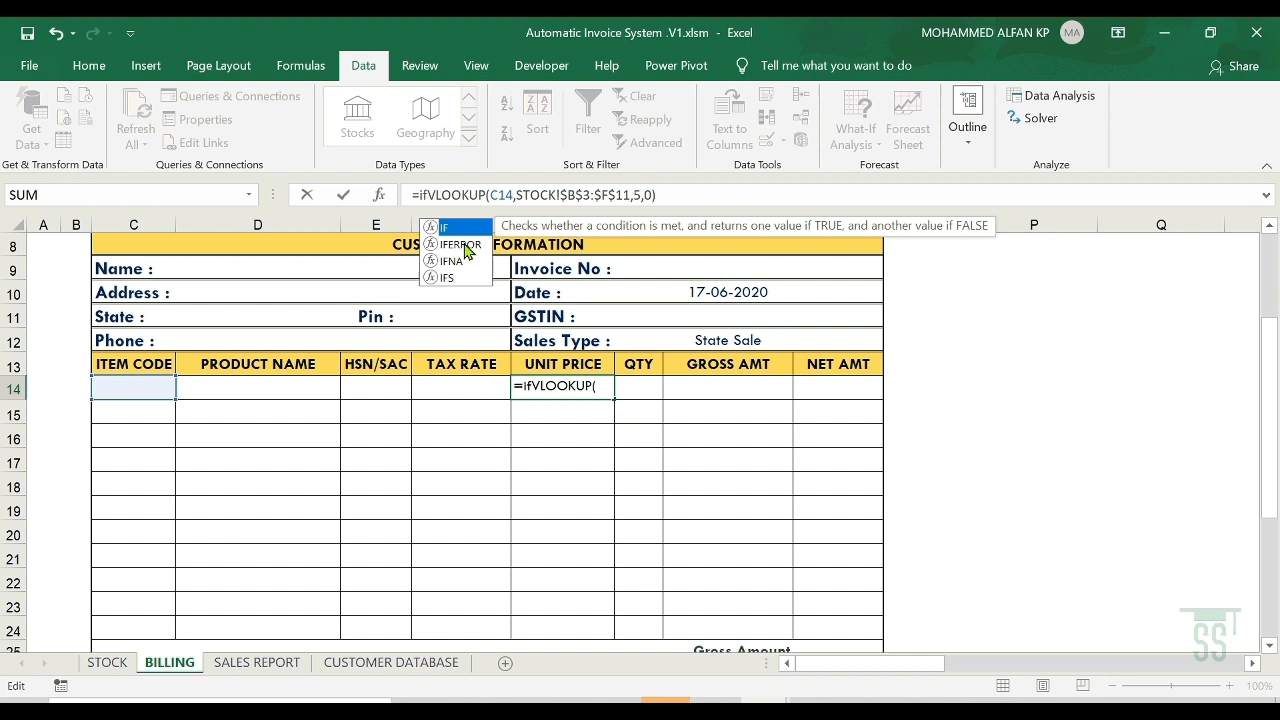 Automatic Invoice System .V1.xlsm - Excel
MOHAMMED ALFAN KP
MA
File Home Insert Page Layout Formulas Data Review View Developer Help Power Pivot Tell me what you want to do Share
Get Data
Refresh All
Queries & Connections
Properties
Edit Links
Stocks
Geography
Sort
Filter
Clear
Reapply
Advanced
Text to Columns
What-If Analysis
Forecast Sheet
Outline
Data Analysis
Solver
Get & Transform Data Queries & Connections Data Types Sort & Filter Data Tools Forecast Analyze
SUM
fx
=ifVLOOKUP(C14,STOCK!$B$3:$F$11,5,0)
A B C D E P Q
IF
Checks whether a condition is met, and returns one value if TRUE, and another value if FALSE
IFERROR
IFNA
IFS
8 CUS FORMATION
9 Name : Invoice No :
10 Address : Date : 17-06-2020
11 State : Pin : GSTIN :
12 Phone : Sales Type : State Sale
13 ITEM CODE PRODUCT NAME HSN/SAC TAX RATE UNIT PRICE QTY GROSS AMT NET AMT
14 =ifVLOOKUP(
15
16
17
18
19
20
21
22
23
24
25 Gross Amount
SS
STOCK BILLING SALES REPORT CUSTOMER DATABASE
Edit
100%